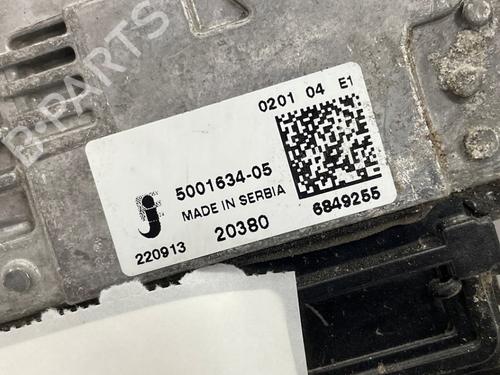 B-PARTS
0201 04 E1
5001634-05
MADE IN SERBIA
220913 20380 6849255